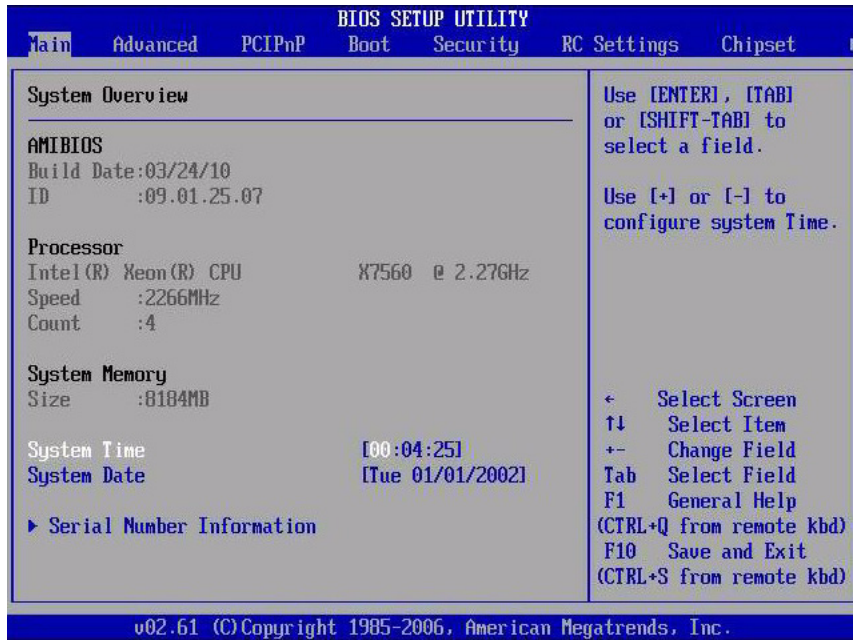 BIOS SETUP UTILITY
Main Advanced PCIPnP Boot Security RC Settings Chipset
System Overview
AMIBIOS
Build Date:03/24/10
ID :09.01.25.07
Processor
Intel(R) Xeon(R) CPU X7560 @ 2.27GHz
Speed :2266MHz
Count :4
System Memory
Size :8184MB
System Time [00:04:25]
System Date [Tue 01/01/2002]
▶ Serial Number Information
Use [ENTER], [TAB]
or [SHIFT-TAB] to
select a field.
Use [+] or [-] to
configure system Time.
← Select Screen
↑↓ Select Item
+- Change Field
Tab Select Field
F1 General Help
(CTRL+Q from remote kbd)
F10 Save and Exit
(CTRL+S from remote kbd)
v02.61 (C)Copyright 1985-2006, American Megatrends, Inc.